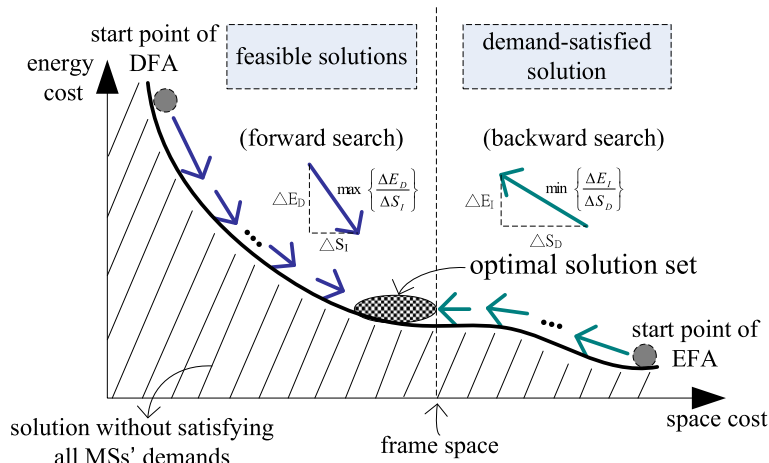 start point of
DFA
energy
cost
feasible solutions
demand-satisfied
solution
(forward search)
(backward search)
△E_D
max {ΔE_D / ΔS_I}
△S_I
△E_I
min {ΔE_I / ΔS_D}
△S_D
optimal solution set
start point of
EFA
space cost
solution without satisfying
all MSs’ demands
frame space